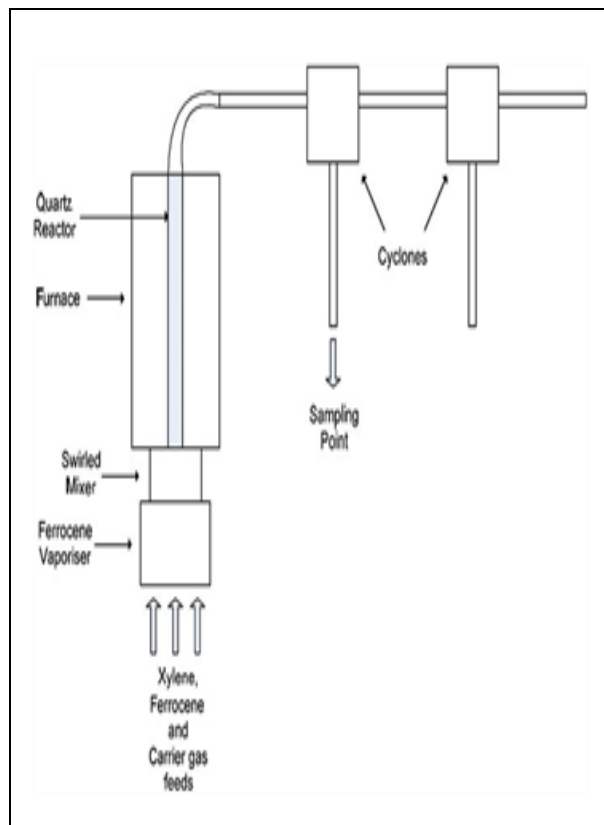 Quartz
Reactor
Furnace
Cyclones
Sampling
Point
Swirled
Mixer
Ferrocene
Vaporiser
Xylene,
Ferrocene
and
Carrier gas
feeds